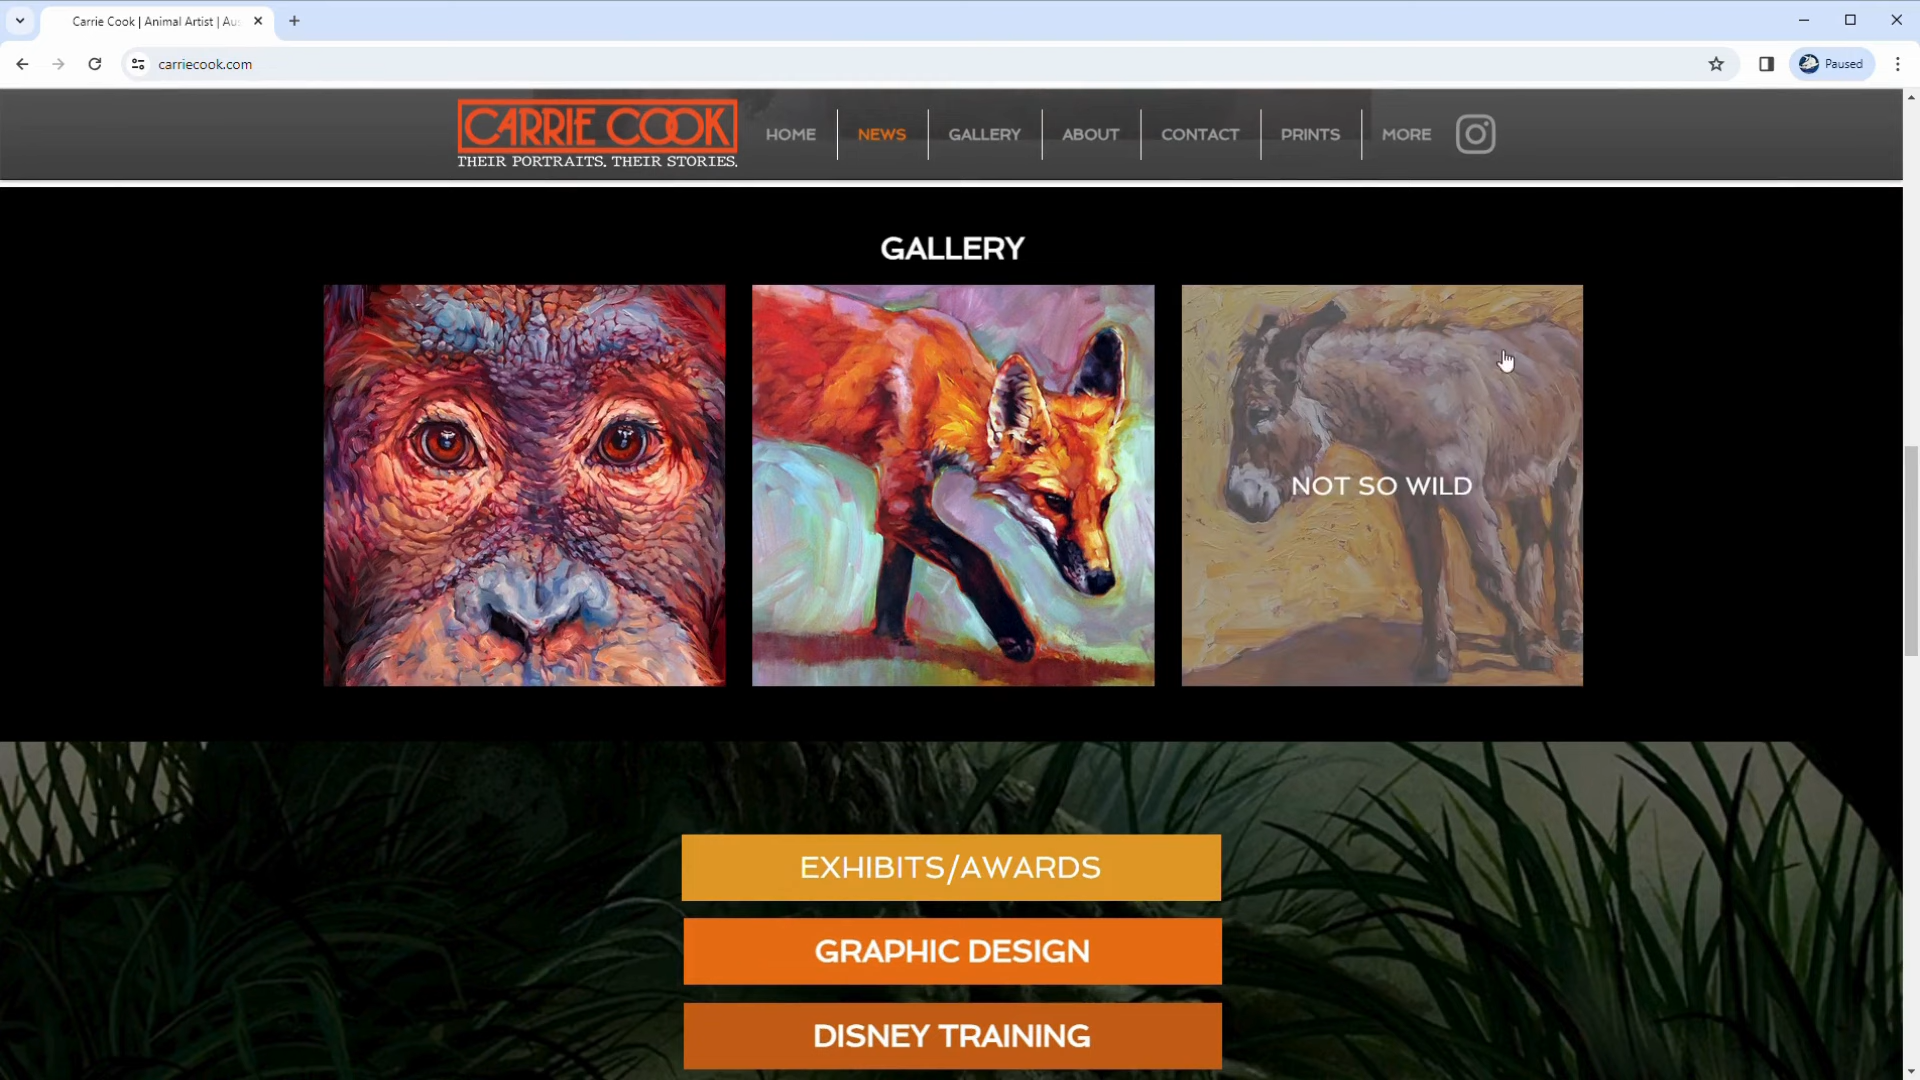 Carrie Cook | Animal Artist | Au
carriecook.com
Paused
CARRIE COOK
THEIR PORTRAITS. THEIR STORIES.
HOME
NEWS
GALLERY
ABOUT
CONTACT
PRINTS
MORE
GALLERY
NOT SO WILD
EXHIBITS/AWARDS
GRAPHIC DESIGN
DISNEY TRAINING